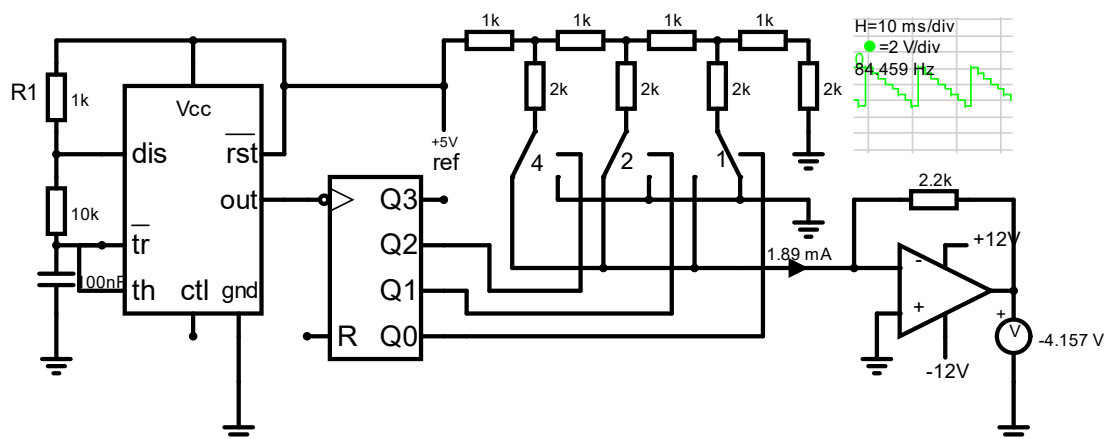 1k
1k
1k
1k
H=10 ms/div
=2 V/div
0
84.459 Hz
R1
1k
Vcc
2k
2k
2k
2k
+5V
ref
dis
rst
4
2
1
10k
out
Q3
2.2k
tr
Q2
+12V
1.89 mA
-
100nF
th
ctl
gnd
Q1
+
+
V
-4.157 V
R
Q0
-12V